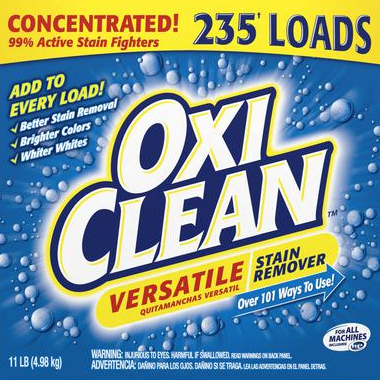 CONCENTRATED!
99% Active Stain Fighters
235† LOADS
ADD TO
EVERY LOAD!
✓ Better Stain Removal
✓ Brighter Colors
✓ Whiter Whites
OXI
CLEAN™
VERSATILE
QUITAMANCHAS VERSATIL
STAIN
REMOVER
Over 101 Ways To Use!
FOR ALL
MACHINES
INCLUDING HE
11 LB (4.98 kg)
WARNING: INJURIOUS TO EYES. HARMFUL IF SWALLOWED. READ WARNINGS ON BACK PANEL.
ADVERTENCIA: DAÑINO PARA LOS OJOS. DAÑINO SI SE TRAGA. LEA LAS ADVERTENCIAS EN EL PANEL DETRAS.